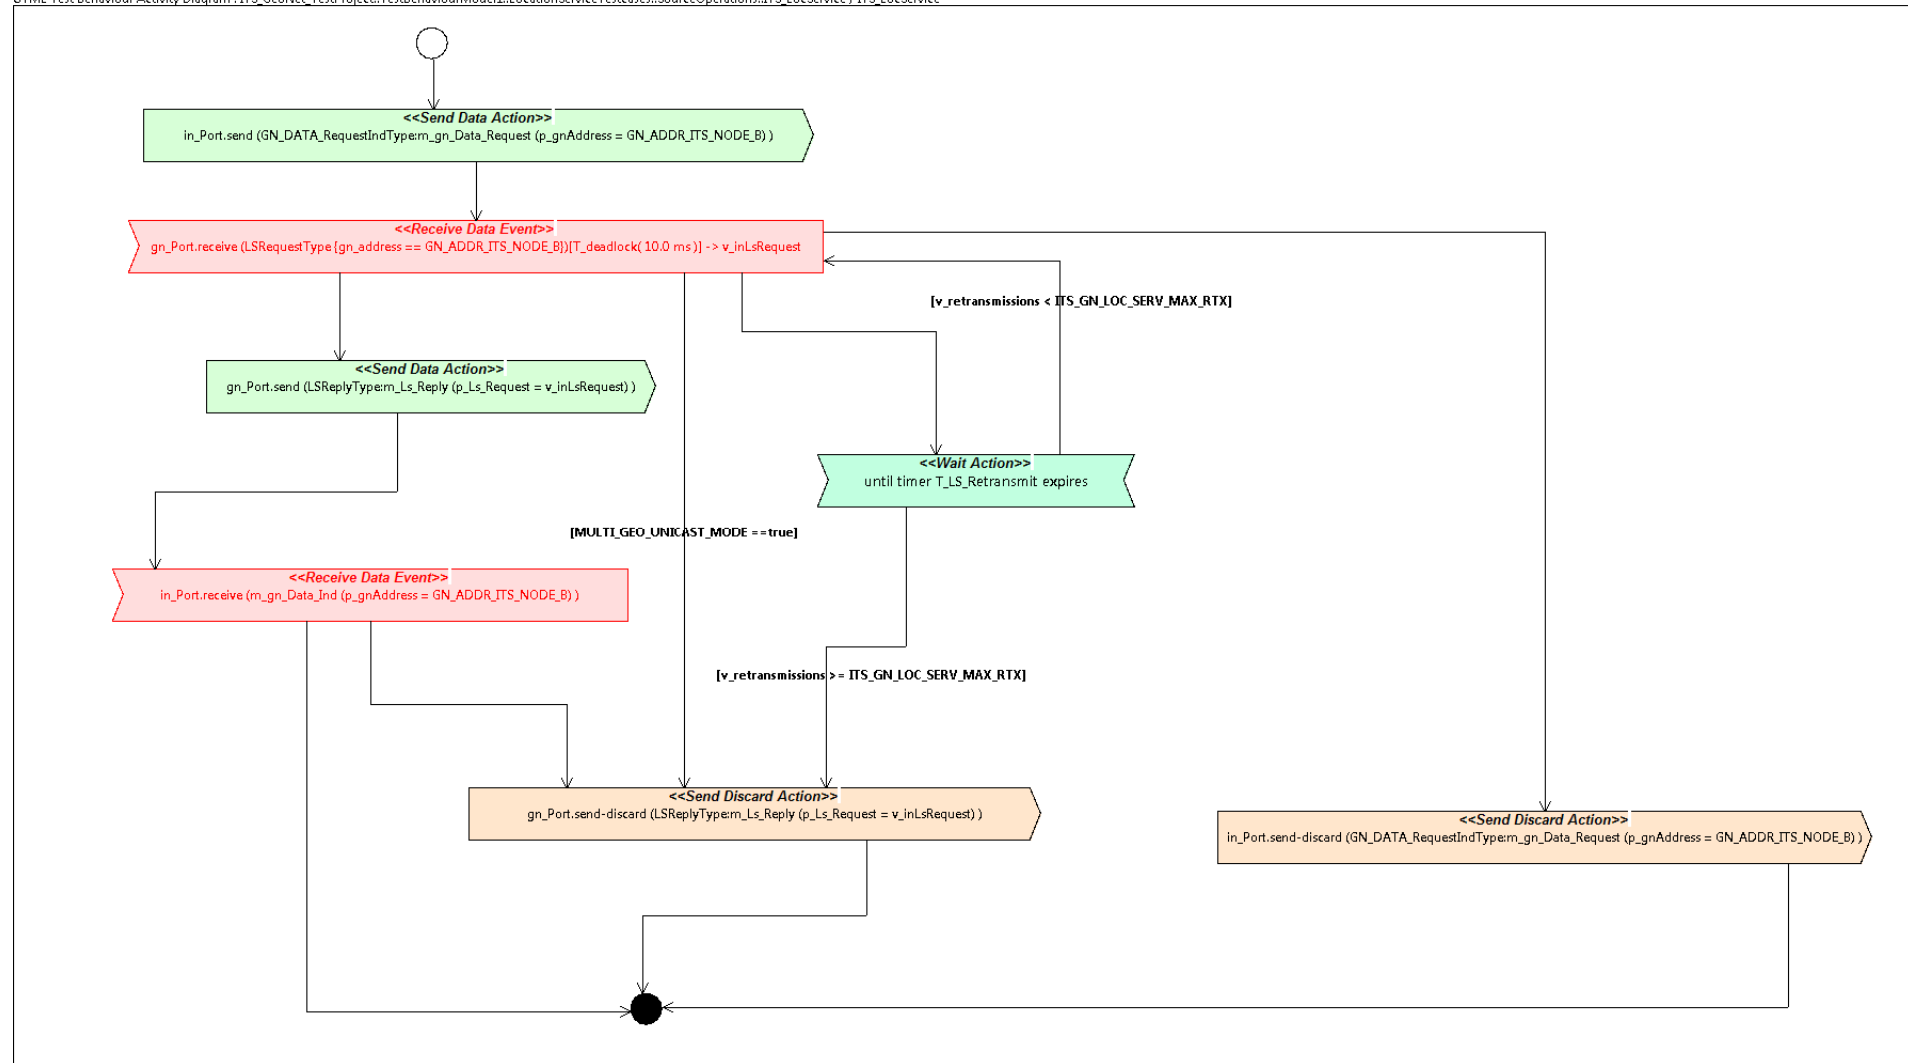 <<Send Data Action>>
in_Port.send (GN_DATA_RequestIndType:m_gn_Data_Request (p_gnAddress = GN_ADDR_ITS_NODE_B) )
<<Receive Data Event>>
gn_Port.receive (LSRequestType {gn_address == GN_ADDR_ITS_NODE_B})[T_deadlock( 10.0 ms )] -> v_inLsRequest
[v_retransmissions < ITS_GN_LOC_SERV_MAX_RTX]
<<Send Data Action>>
gn_Port.send (LSReplyType:m_Ls_Reply (p_Ls_Request = v_inLsRequest) )
<<Wait Action>>
until timer T_LS_Retransmit expires
[MULTI_GEO_UNICAST_MODE ==true]
<<Receive Data Event>>
in_Port.receive (m_gn_Data_Ind (p_gnAddress = GN_ADDR_ITS_NODE_B) )
[v_retransmissions >= ITS_GN_LOC_SERV_MAX_RTX]
<<Send Discard Action>>
gn_Port.send-discard (LSReplyType:m_Ls_Reply (p_Ls_Request = v_inLsRequest) )
<<Send Discard Action>>
in_Port.send-discard (GN_DATA_RequestIndType:m_gn_Data_Request (p_gnAddress = GN_ADDR_ITS_NODE_B) )